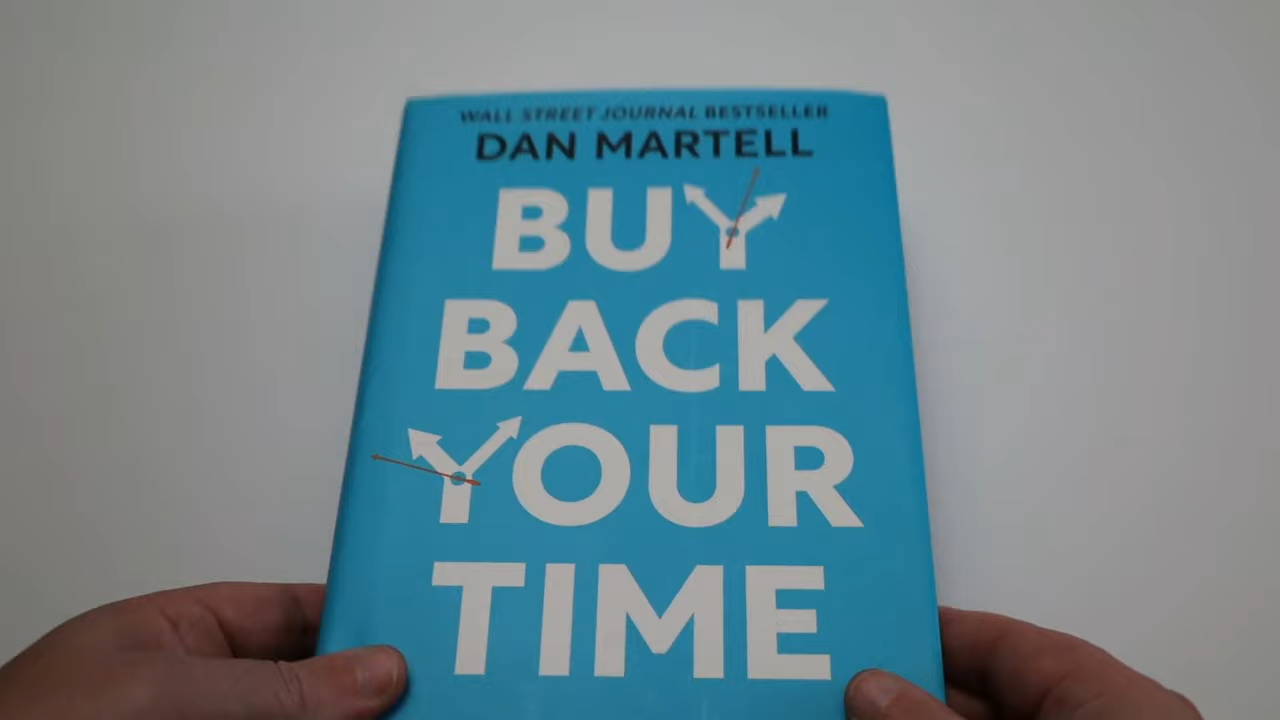 WALL STREET JOURNAL BESTSELLER
DAN MARTELL
BUY
BACK
YOUR
TIME